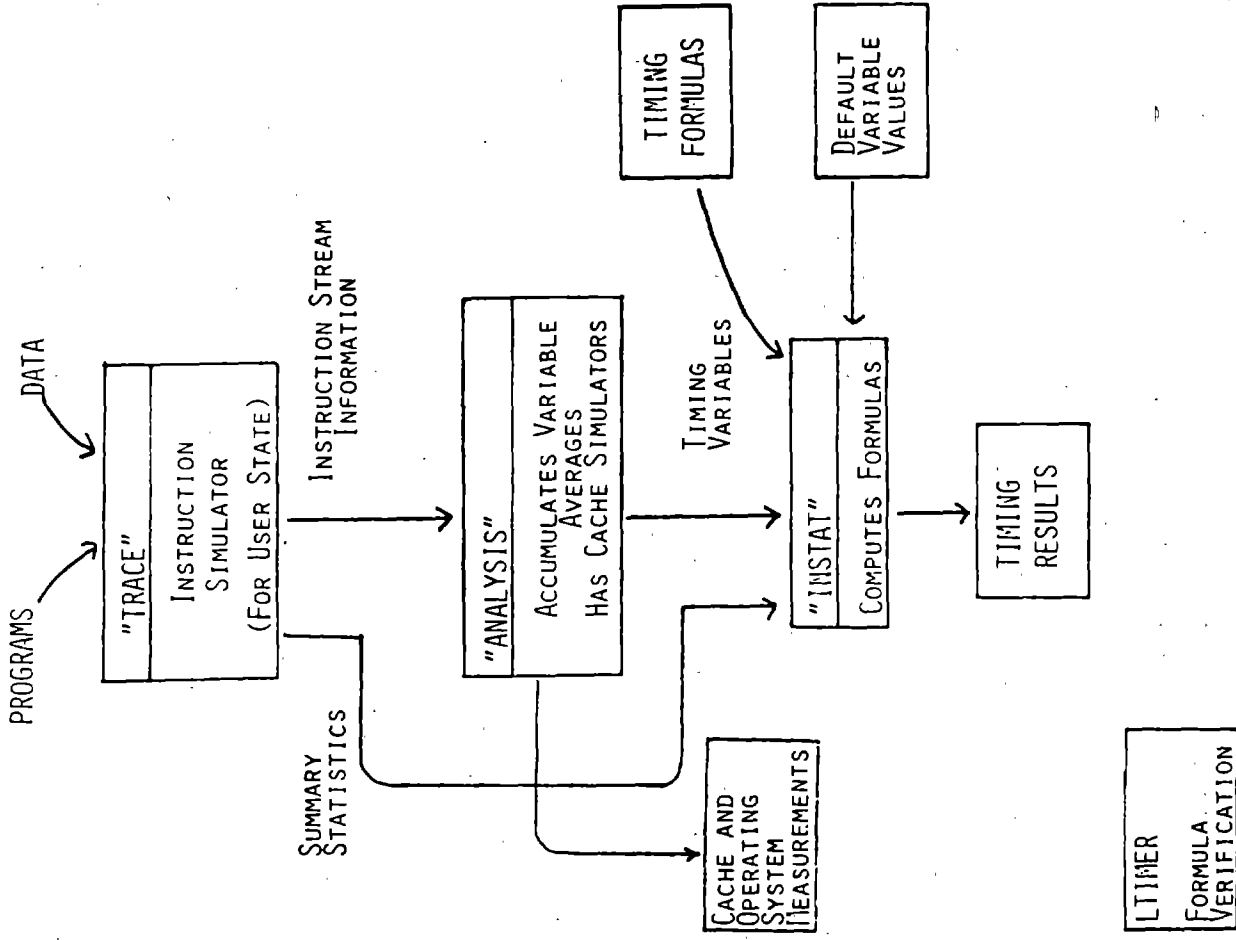 PROGRAMS
DATA
"TRACE"
INSTRUCTION
SIMULATOR
(FOR USER STATE)
SUMMARY
STATISTICS
INSTRUCTION STREAM
INFORMATION
"ANALYSIS"
ACCUMULATES VARIABLE
AVERAGES
HAS CACHE SIMULATORS
CACHE AND
OPERATING
SYSTEM
MEASUREMENTS
TIMING
VARIABLES
TIMING
FORMULAS
DEFAULT
VARIABLE
VALUES
"INSTAT"
COMPUTES FORMULAS
TIMING
RESULTS
LTIMER
FORMULA
VERIFICATION